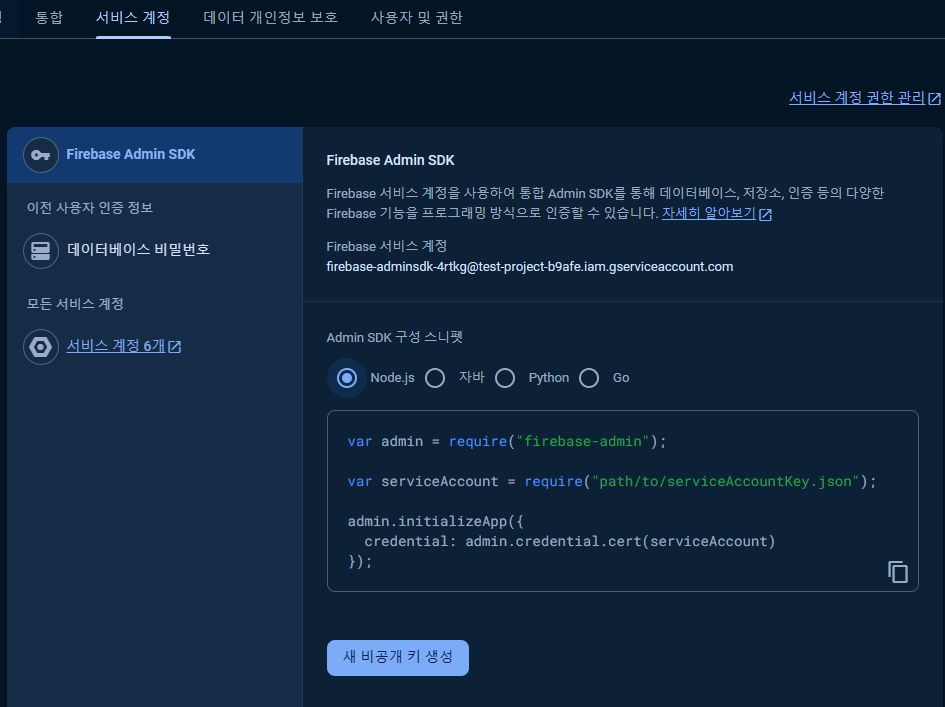 통합 서비스 계정 데이터 개인정보 보호 사용자 및 권한
서비스 계정 권한 관리
Firebase Admin SDK
이전 사용자 인증 정보
데이터베이스 비밀번호
모든 서비스 계정
서비스 계정 6개
Firebase Admin SDK
Firebase 서비스 계정을 사용하여 통합 Admin SDK를 통해 데이터베이스, 저장소, 인증 등의 다양한
Firebase 기능을 프로그래밍 방식으로 인증할 수 있습니다. 자세히 알아보기
Firebase 서비스 계정
firebase-adminsdk-4rtkg@test-project-b9afe.iam.gserviceaccount.com
Admin SDK 구성 스니펫
Node.js 자바 Python Go
var admin = require("firebase-admin");
var serviceAccount = require("path/to/serviceAccountKey.json");
admin.initializeApp({
  credential: admin.credential.cert(serviceAccount)
});
새 비공개 키 생성